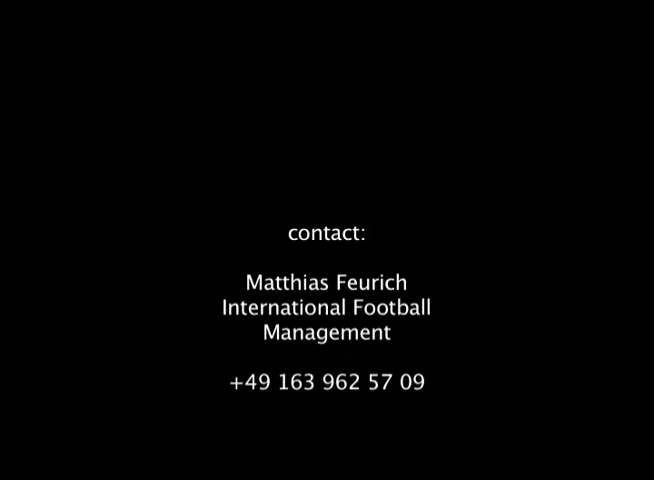 contact:
Matthias Feurich
International Football
Management
+49 163 962 57 09